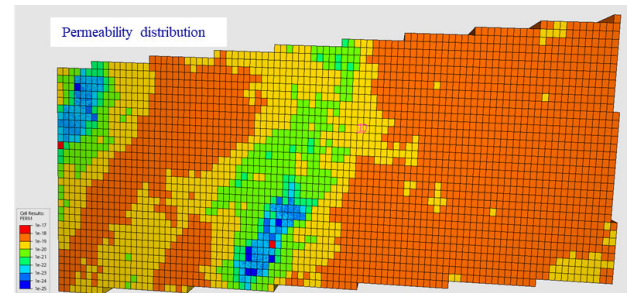 Permeability distribution
Cell Results:
PERM
1e-17
1e-18
1e-19
1e-20
1e-21
1e-22
1e-23
1e-24
1e-25